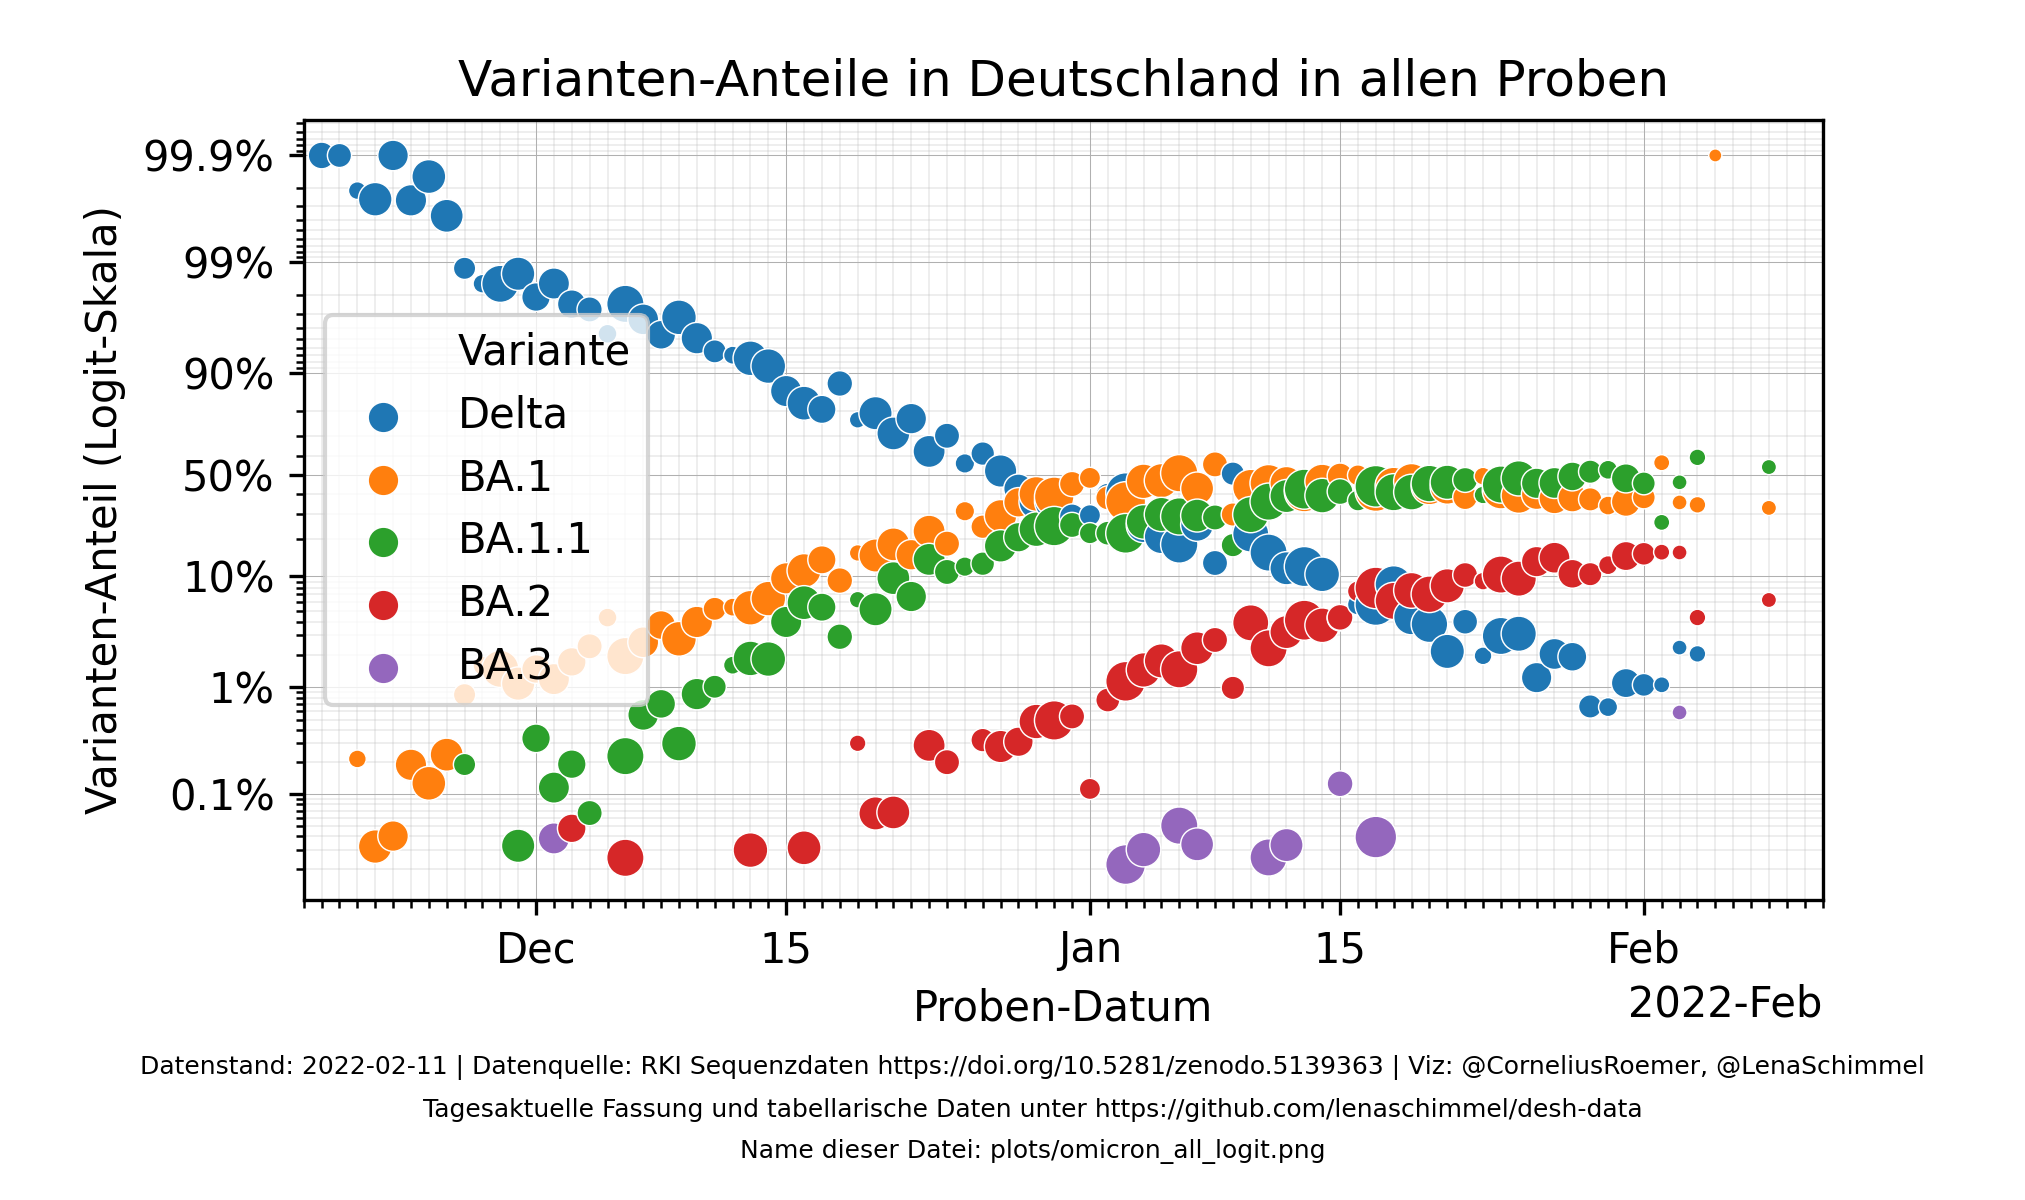 Varianten-Anteile in Deutschland in allen Proben
Varianten-Anteil (Logit-Skala)
99.9%
99%
90%
50%
10%
1%
0.1%
Variante
Delta
BA.1
BA.1.1
BA.2
BA.3
Dec 15 Jan 15 Feb
Proben-Datum
2022-Feb
Datenstand: 2022-02-11 | Datenquelle: RKI Sequenzdaten https://doi.org/10.5281/zenodo.5139363 | Viz: @CorneliusRoemer, @LenaSchimmel
Tagesaktuelle Fassung und tabellarische Daten unter https://github.com/lenaschimmel/desh-data
Name dieser Datei: plots/omicron_all_logit.png